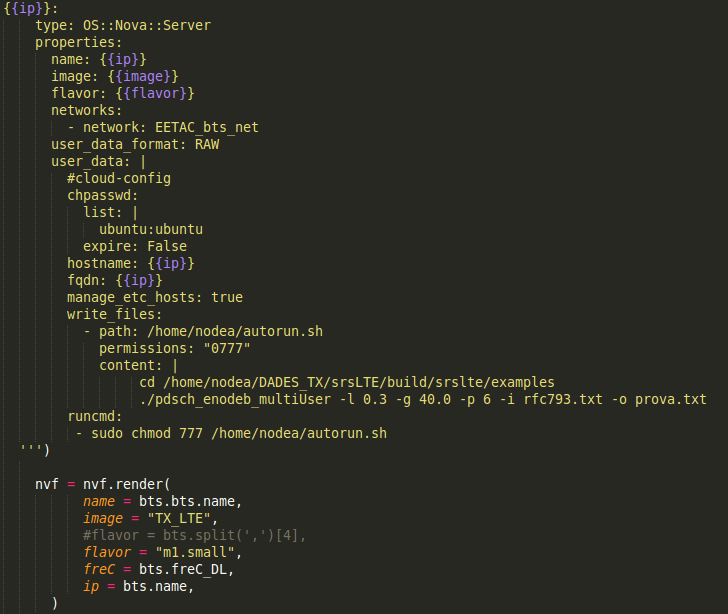 {{ip}}:
type: OS::Nova::Server
properties:
name: {{ip}}
image: {{image}}
flavor: {{flavor}}
networks:
- network: EETAC_bts_net
user_data_format: RAW
user_data: |
#cloud-config
chpasswd:
list: |
ubuntu:ubuntu
expire: False
hostname: {{ip}}
fqdn: {{ip}}
manage_etc_hosts: true
write_files:
- path: /home/nodea/autorun.sh
permissions: "0777"
content: |
cd /home/nodea/DADES_TX/srsLTE/build/srslte/examples
./pdsch_enodeb_multiUser -l 0.3 -g 40.0 -p 6 -i rfc793.txt -o prova.txt
runcmd:
- sudo chmod 777 /home/nodea/autorun.sh
''')
nvf = nvf.render(
name = bts.bts.name,
image = "TX_LTE",
#flavor = bts.split(',')[4],
flavor = "m1.small",
freC = bts.freC_DL,
ip = bts.name,
)